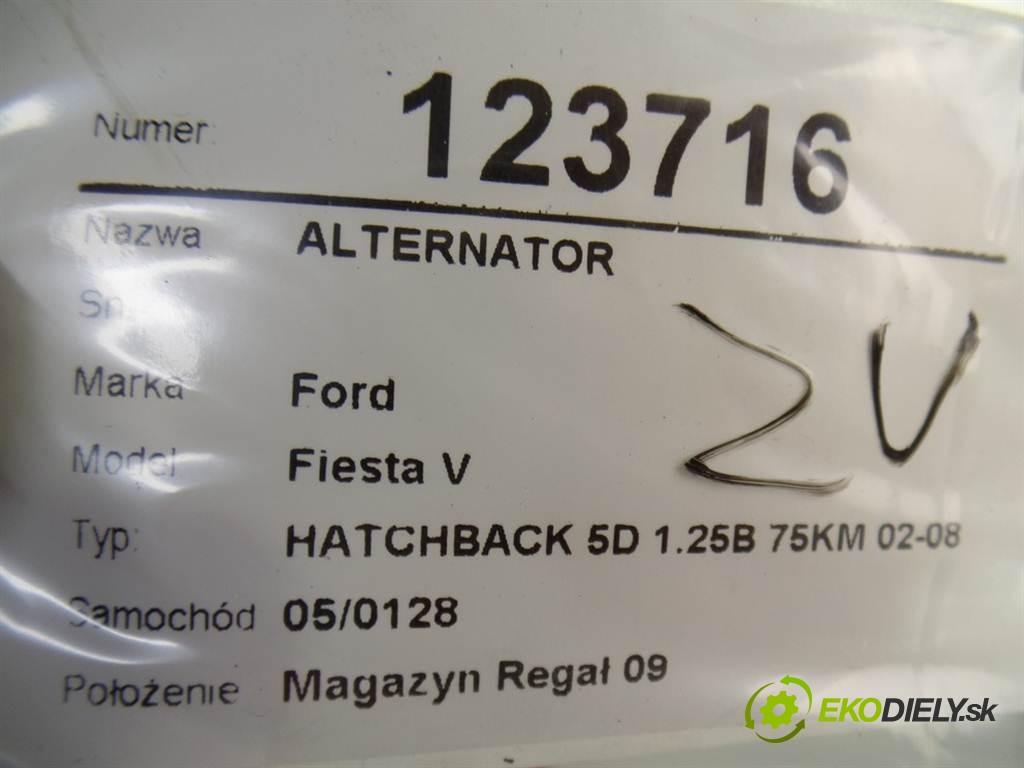 Numer: 123716
Nazwa ALTERNATOR
Sn.
Marka Ford
Model Fiesta V
Typ: HATCHBACK 5D 1.25B 75KM 02-08
Samochód 05/0128
Położenie Magazyn Regał 09
EKODIELY.sk